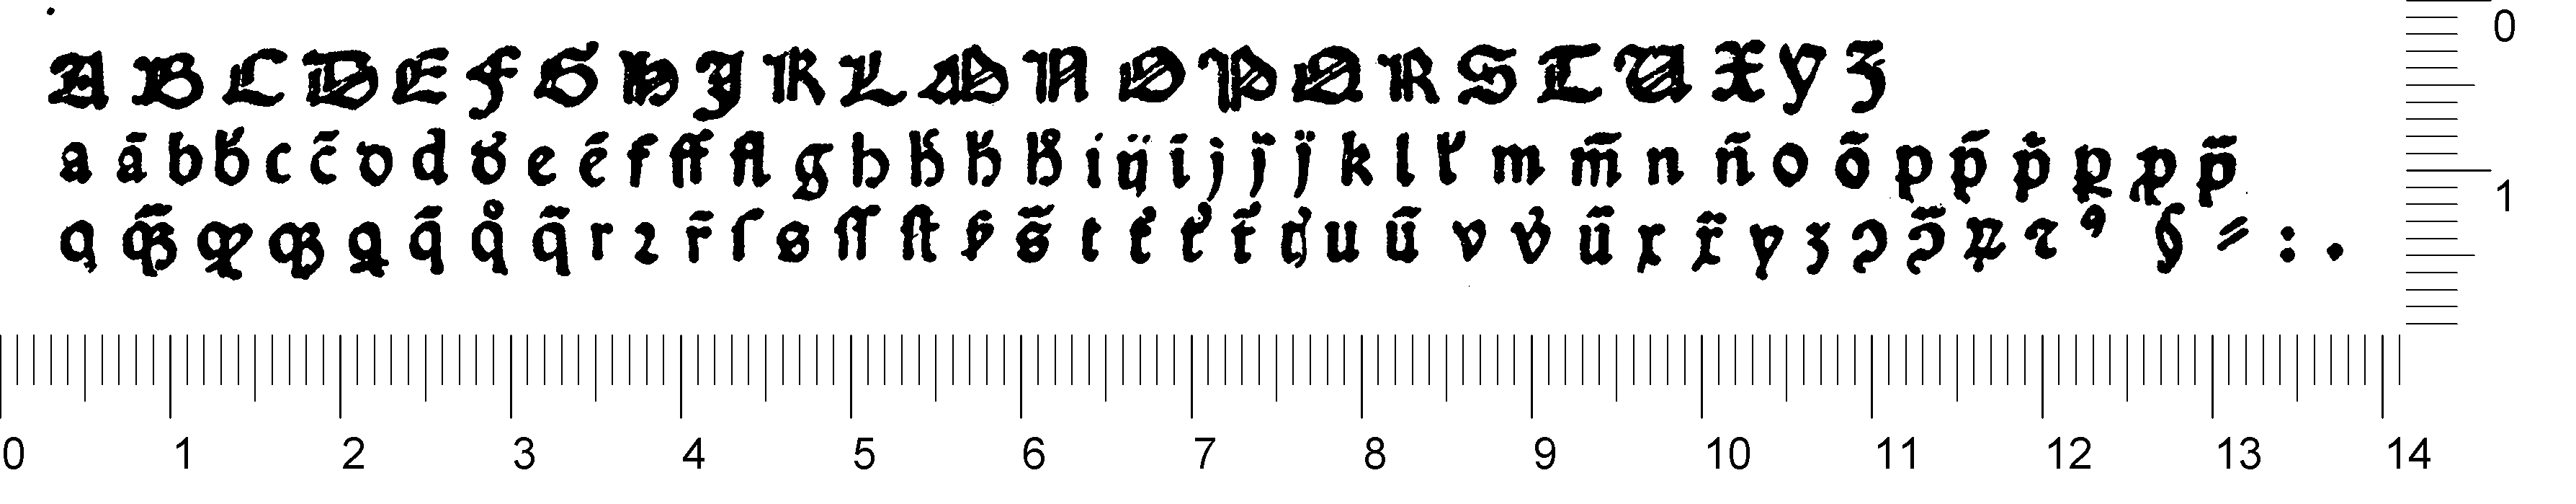 A B C D E F G H J K L M N O P Q R S T U X Y Z
a ā b b̓ c c̄ d d d̓ e ē f ff fl g h h̓ h̓ h̊ i ij ī j j̄ ǰ k l l̓ m m̄ n n̄ o ō p p̄ p̊ ꝑ ꝓ p̄
q q̄ꝫ qꝫ ꝗ q̄ q̊ q̄ r ꝛ r̄ ſ s ſſ ſt s̄ t t̓ t̓ t̄ u ū v v̓ ū x x̄ y z ↄ ↄ̄ ꝝ ꝰ § ⸗ : .
0
1
0 1 2 3 4 5 6 7 8 9 10 11 12 13 14